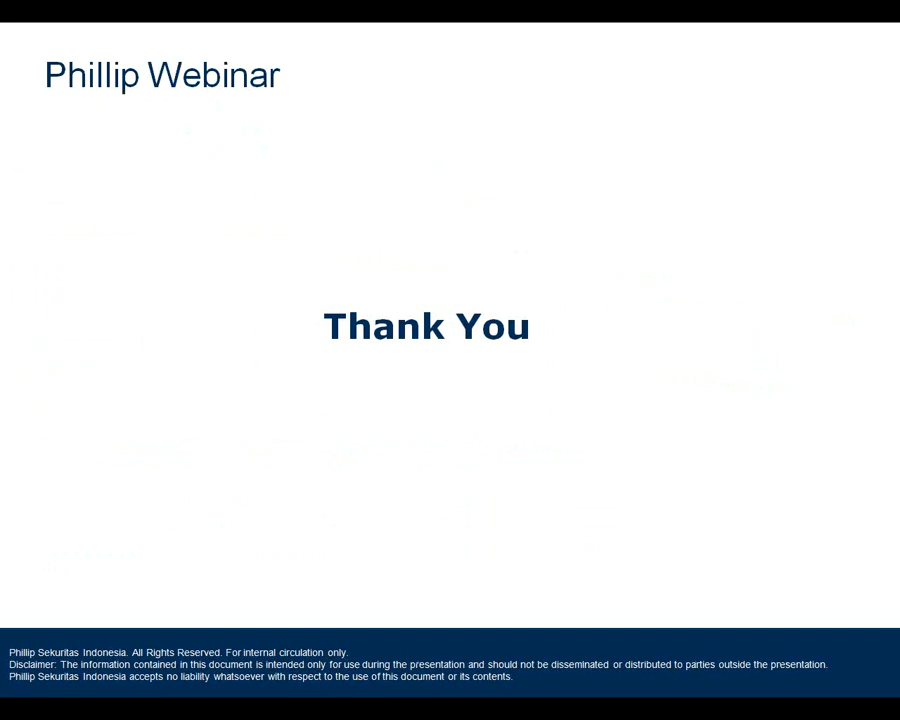 Phillip Webinar
Thank You
Phillip Sekuritas Indonesia. All Rights Reserved. For internal circulation only.
Disclaimer: The information contained in this document is intended only for use during the presentation and should not be disseminated or distributed to parties outside the presentation.
Phillip Sekuritas Indonesia accepts no liability whatsoever with respect to the use of this document or its contents.